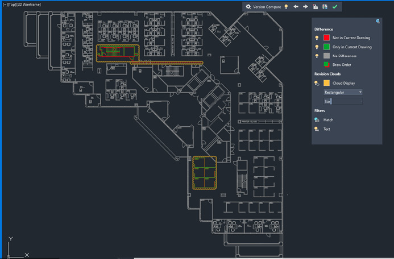 [-][Top][2D Wireframe]
Version Compare
Difference
Not in Current Drawing
Only in Current Drawing
No Differences
Draw Order
Revision Clouds
Cloud Display
Rectangular
Filters
Hatch
Text
Y
X